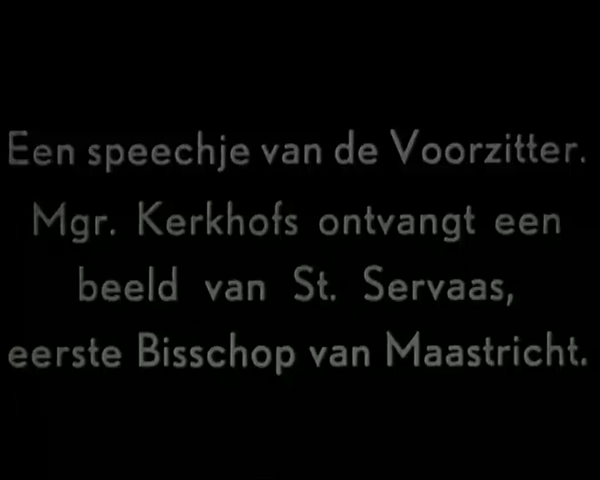 Een speechje van de Voorzitter.
Mgr. Kerkhofs ontvangt een
beeld van St. Servaas,
eerste Bisschop van Maastricht.